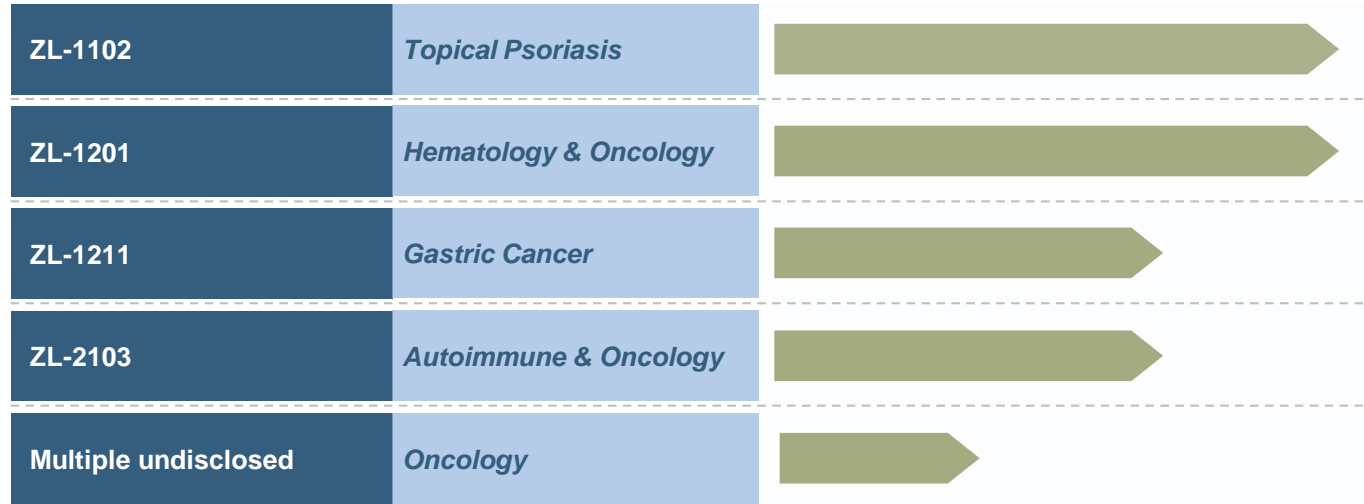 ZL-1102 Topical Psoriasis
ZL-1201 Hematology & Oncology
ZL-1211 Gastric Cancer
ZL-2103 Autoimmune & Oncology
Multiple undisclosed Oncology